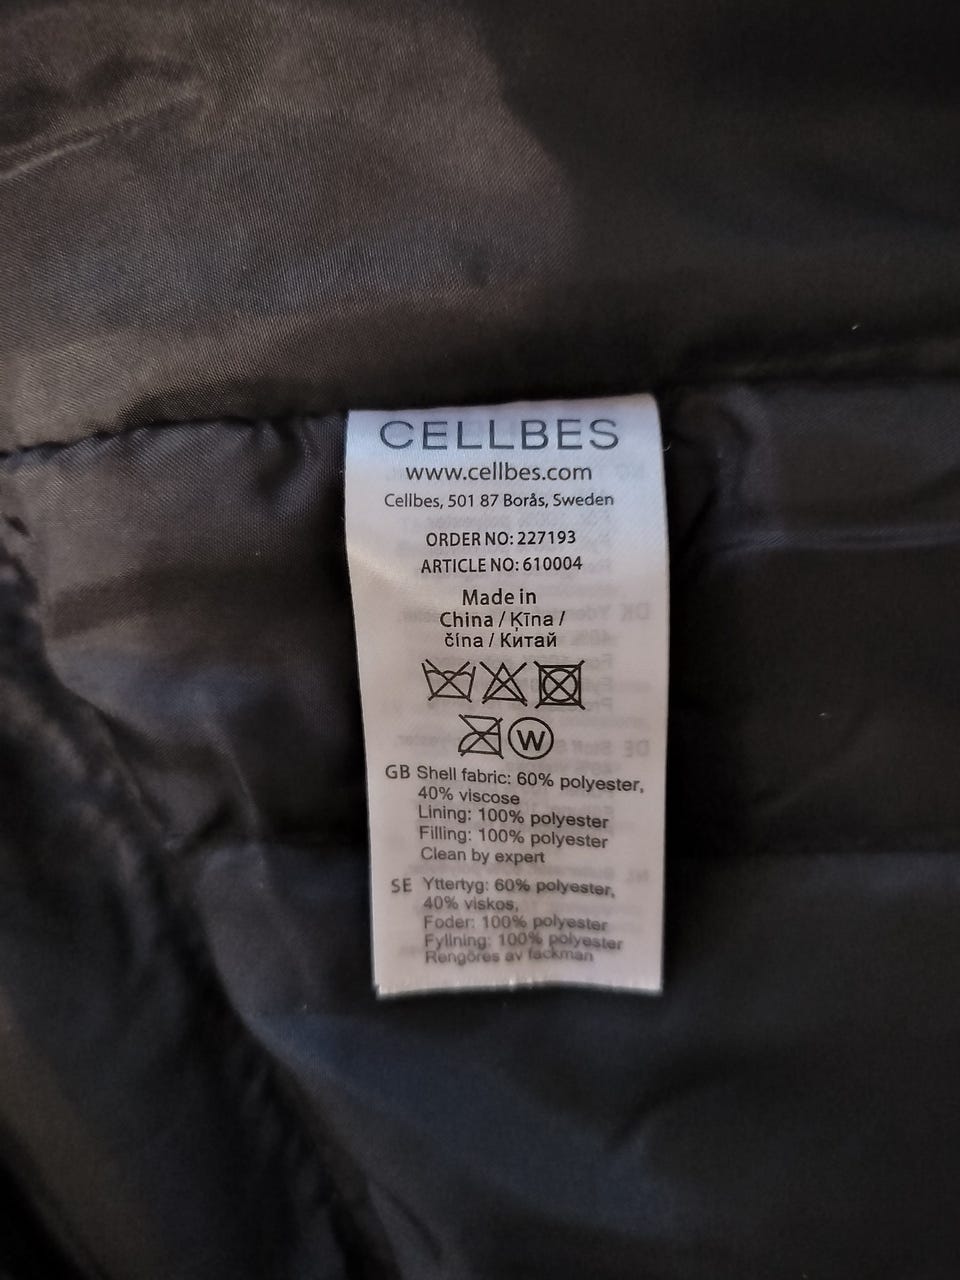 CELLBES
www.cellbes.com
Cellbes, 501 87 Borås, Sweden
ORDER NO: 227193
ARTICLE NO: 610004
Made in
China / Ķīna /
čína / Китай
W
GB Shell fabric: 60% polyester,
40% viscose
Lining: 100% polyester
Filling: 100% polyester
Clean by expert
SE Yttertyg: 60% polyester,
40% viskos,
Foder: 100% polyester
Fyllning: 100% polyester
Rengöres av fackman